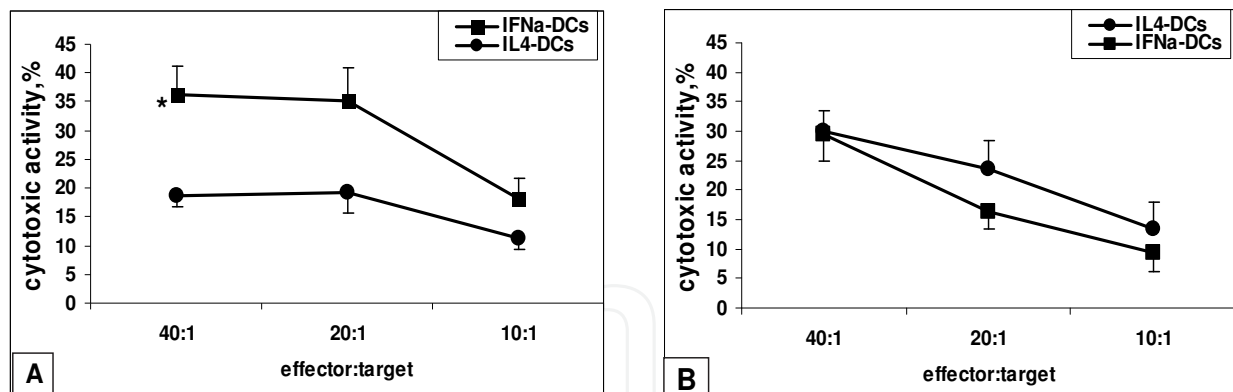 IFNa-DCs
IL4-DCs
cytotoxic activity,%
45
40
35
30
25
20
15
10
5
0
*
40:1 20:1 10:1
effector:target
A
IL4-DCs
IFNa-DCs
cytotoxic activity,%
45
40
35
30
25
20
15
10
5
0
40:1 20:1 10:1
effector:target
B